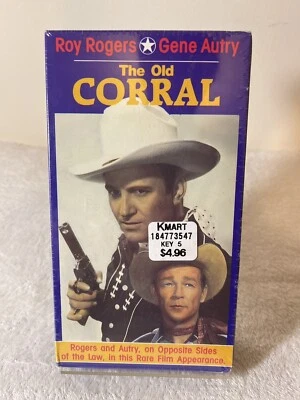 Roy Rogers ★ Gene Autry
The Old
CORRAL
KMART
184773547
KEY 5
$4.96
Rogers and Autry, on Opposite Sides
of the Law, in this Rare Film Appearance.